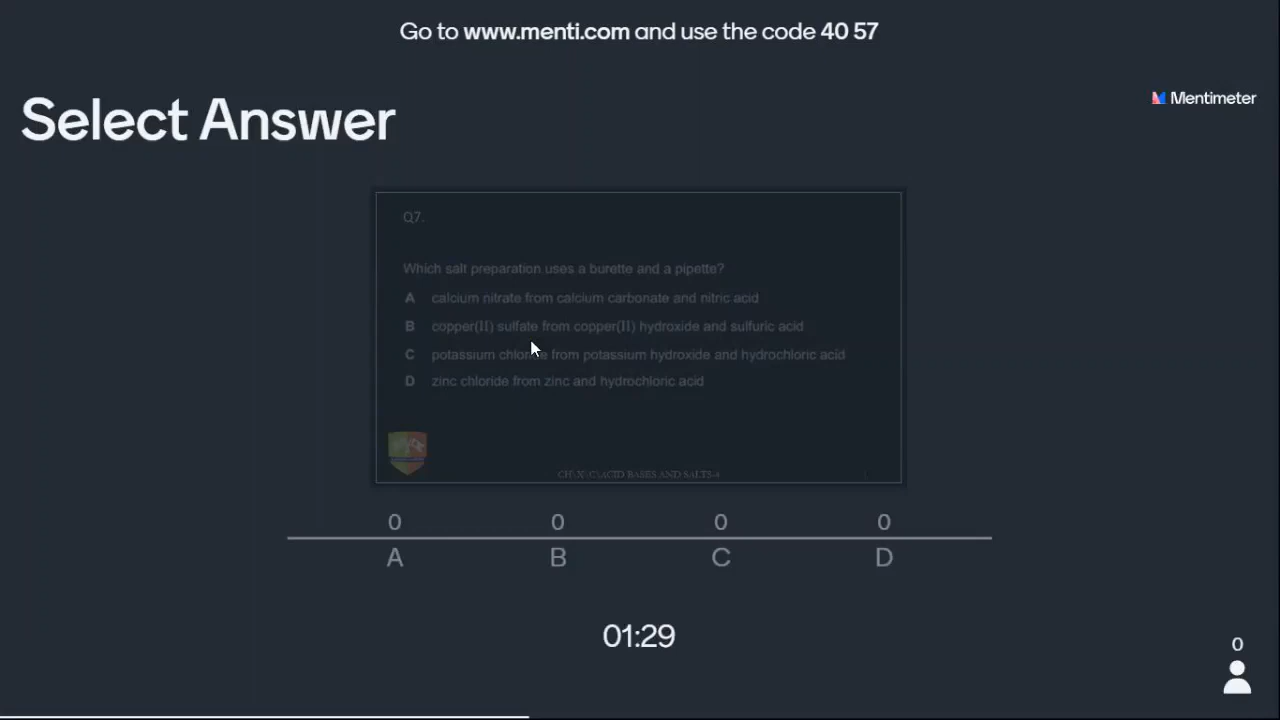 Go to www.menti.com and use the code 40 57
Select Answer
Mentimeter
Q7.
Which salt preparation uses a burette and a pipette?
A calcium nitrate from calcium carbonate and nitric acid
B copper(II) sulfate from copper(II) hydroxide and sulfuric acid
C potassium chloride from potassium hydroxide and hydrochloric acid
D zinc chloride from zinc and hydrochloric acid
0 0 0 0
A B C D
01:29
0